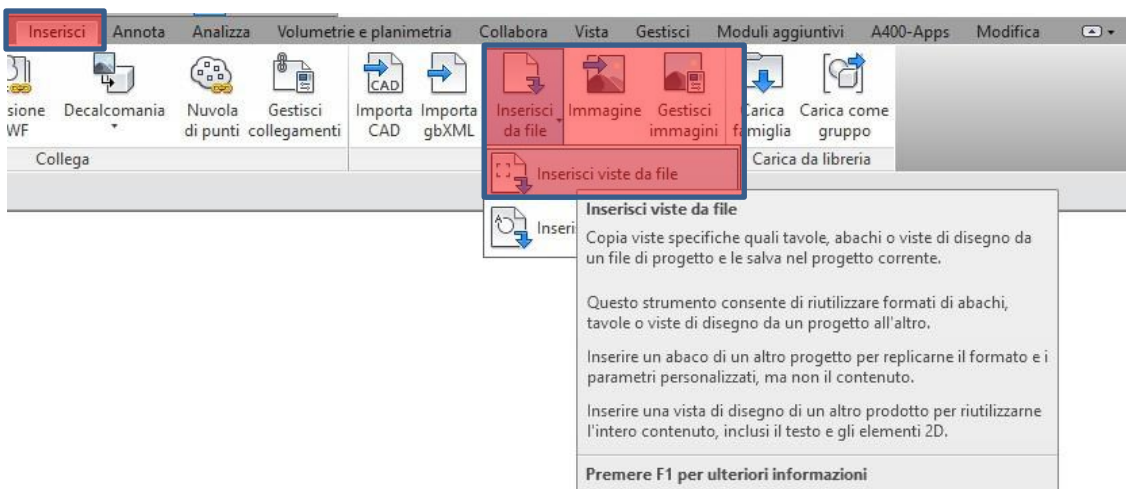 Inserisci Annota Analizza Volumetrie e planimetria Collabora Vista Gestisci Moduli aggiuntivi A400-Apps Modifica
sione Decalcomania Nuvola Gestisci Importa Importa Inserisci Immagine Gestisci Carica Carica come
WF di punti collegamenti CAD gbXML da file immagini famiglia gruppo
CAD
Collega Carica da libreria
Inserisci viste da file
Inseri
Inserisci viste da file
Copia viste specifiche quali tavole, abachi o viste di disegno da
un file di progetto e le salva nel progetto corrente.
Questo strumento consente di riutilizzare formati di abachi,
tavole o viste di disegno da un progetto all'altro.
Inserire un abaco di un altro progetto per replicarne il formato e i
parametri personalizzati, ma non il contenuto.
Inserire una vista di disegno di un altro prodotto per riutilizzarne
l'intero contenuto, inclusi il testo e gli elementi 2D.
Premere F1 per ulteriori informazioni